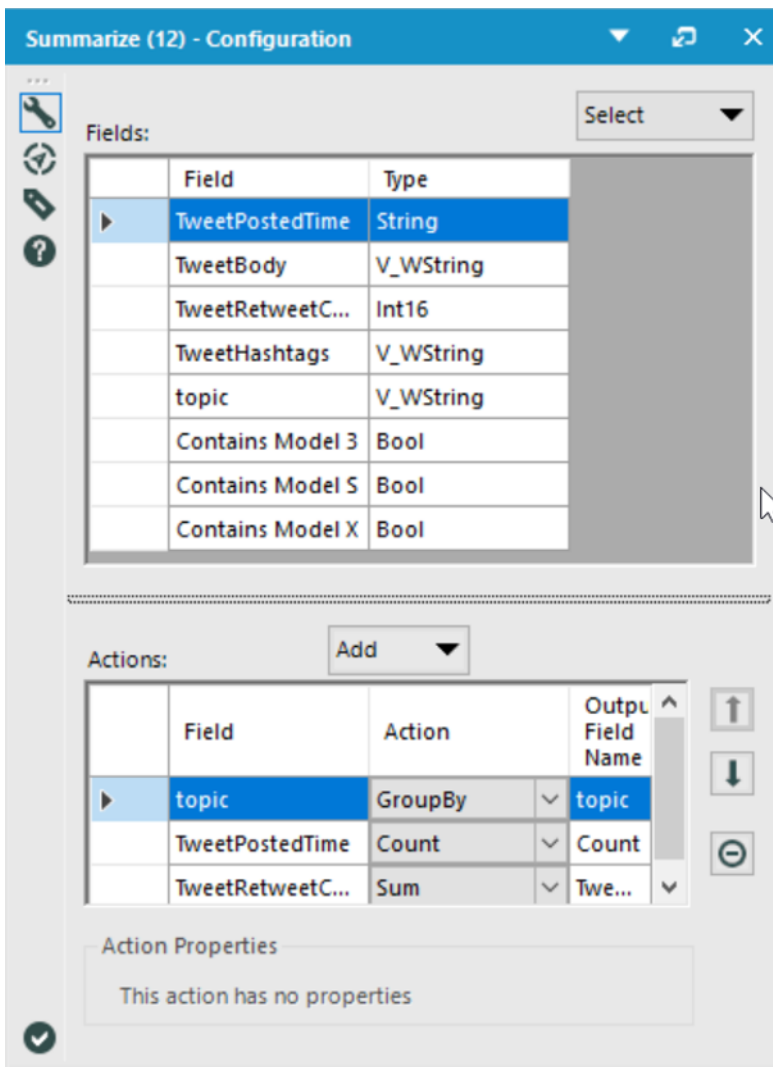 Summarize (12) - Configuration
Select
Fields:
Field Type
TweetPostedTime String
TweetBody V_WString
TweetRetweetC... Int16
TweetHashtags V_WString
topic V_WString
Contains Model 3 Bool
Contains Model S Bool
Contains Model X Bool
Add
Actions:
Field Action Outpu Field Name
topic GroupBy topic
TweetPostedTime Count Count
TweetRetweetC... Sum Twe...
Action Properties
This action has no properties